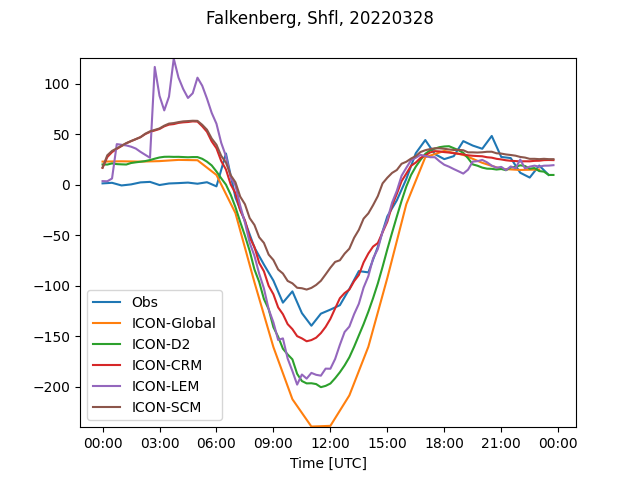 Falkenberg, Shfl, 20220328
100
50
0
−50
−100
−150
−200
Obs
ICON-Global
ICON-D2
ICON-CRM
ICON-LEM
ICON-SCM
00:00 03:00 06:00 09:00 12:00 15:00 18:00 21:00 00:00
Time [UTC]